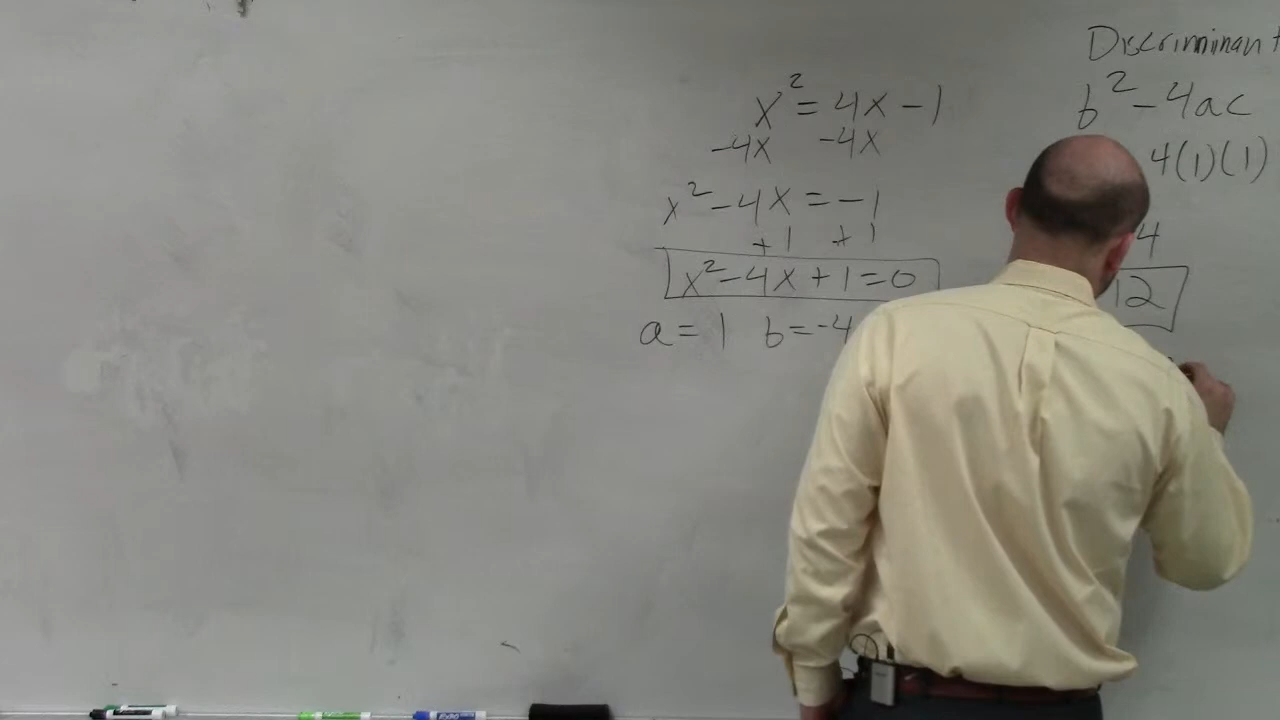 x² = 4x - 1
-4x -4x
x² - 4x = -1
+1 +1
x² - 4x + 1 = 0
a = 1 b = -4
Discriminant
b² - 4ac
4(1)(1)
4
12